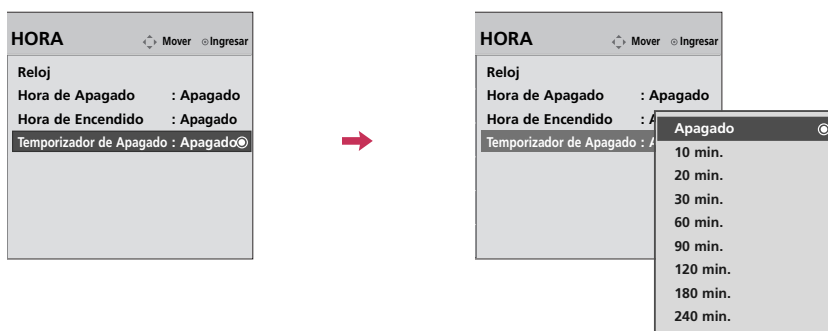 HORA Mover Ingresar
Reloj
Hora de Apagado : Apagado
Hora de Encendido : Apagado
Temporizador de Apagado : Apagado
HORA Mover Ingresar
Reloj
Hora de Apagado : Apagado
Hora de Encendido : A
Temporizador de Apagado : A
Apagado
10 min.
20 min.
30 min.
60 min.
90 min.
120 min.
180 min.
240 min.